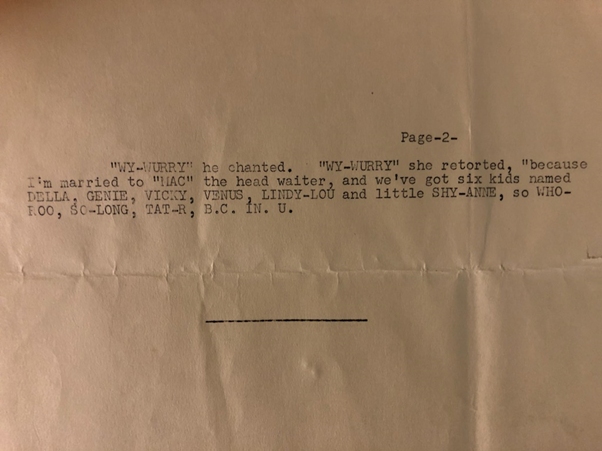 Page-2-
"WY-WURRY" he chanted. "WY-WURRY" she retorted, "because
I'm married to "MAC" the head waiter, and we've got six kids named
DELLA, GENIE, VICKY, VENUS, LINDY-LOU and little SHY-ANNE, so WHO-
ROO, SO-LONG, TAT-R, B.C. IN. U.